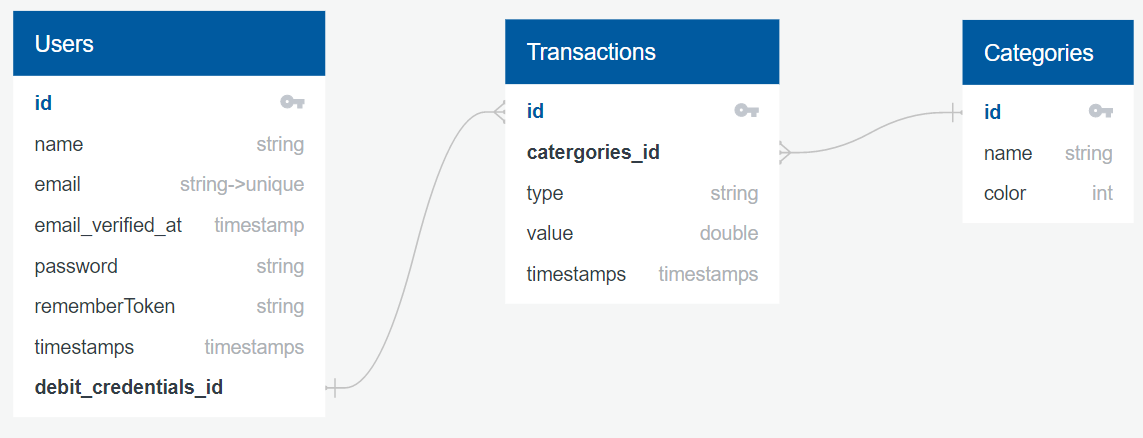 Users
id
name string
email string->unique
email_verified_at timestamp
password string
rememberToken string
timestamps timestamps
debit_credentials_id
Transactions
id
catergories_id
type string
value double
timestamps timestamps
Categories
id
name string
color int